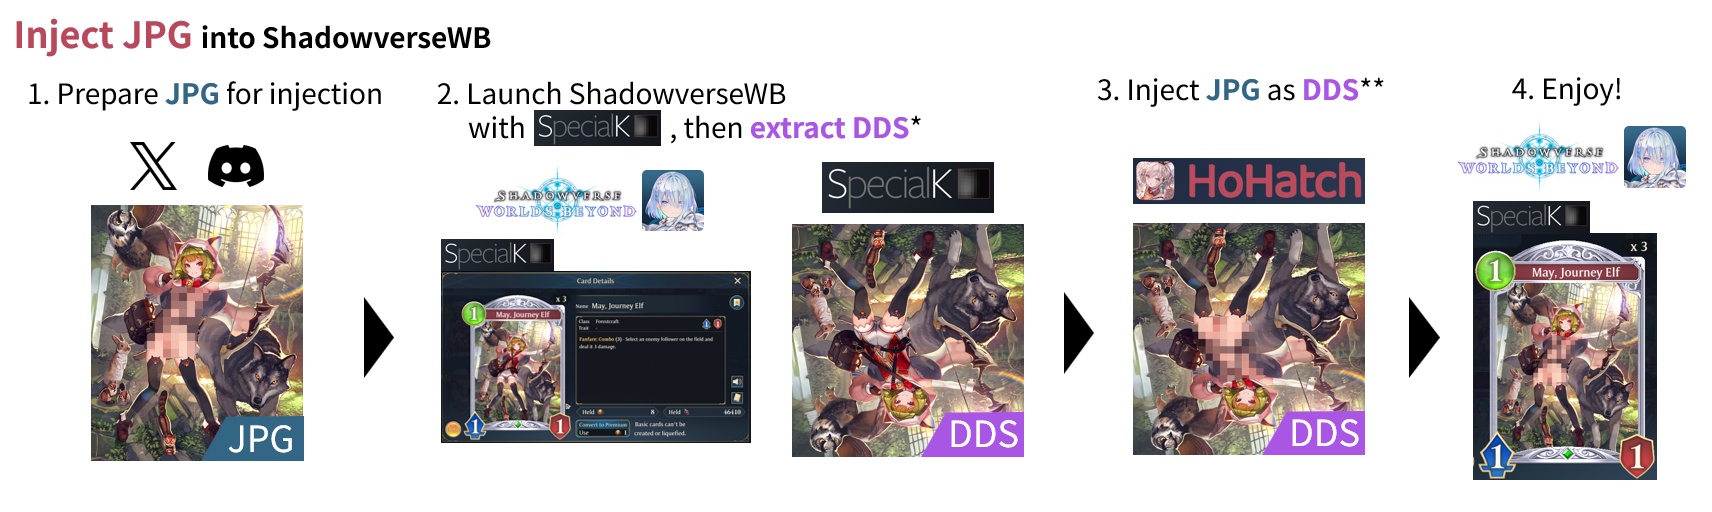 Inject JPG into ShadowverseWB
1. Prepare JPG for injection
2. Launch ShadowverseWB
with SpecialK , then extract DDS*
3. Inject JPG as DDS**
4. Enjoy!
SHADOWVERSE
WORLDS BEYOND
SpecialK
SpecialK
Card Details
x 3
1
May, Journey Elf
Name May, Journey Elf
Class Forestcraft
Trait -
Fanfare: Combo (3) - Select an enemy follower on the field and
deal it 3 damage.
1 1
Held 8
Held 46410
Convert to Premium
Use 1
Basic cards can't be
created or liquefied.
1
1
JPG
DDS
HoHatch
DDS
SHADOWVERSE
WORLDS BEYOND
SpecialK
x 3
1
May, Journey Elf
1
1